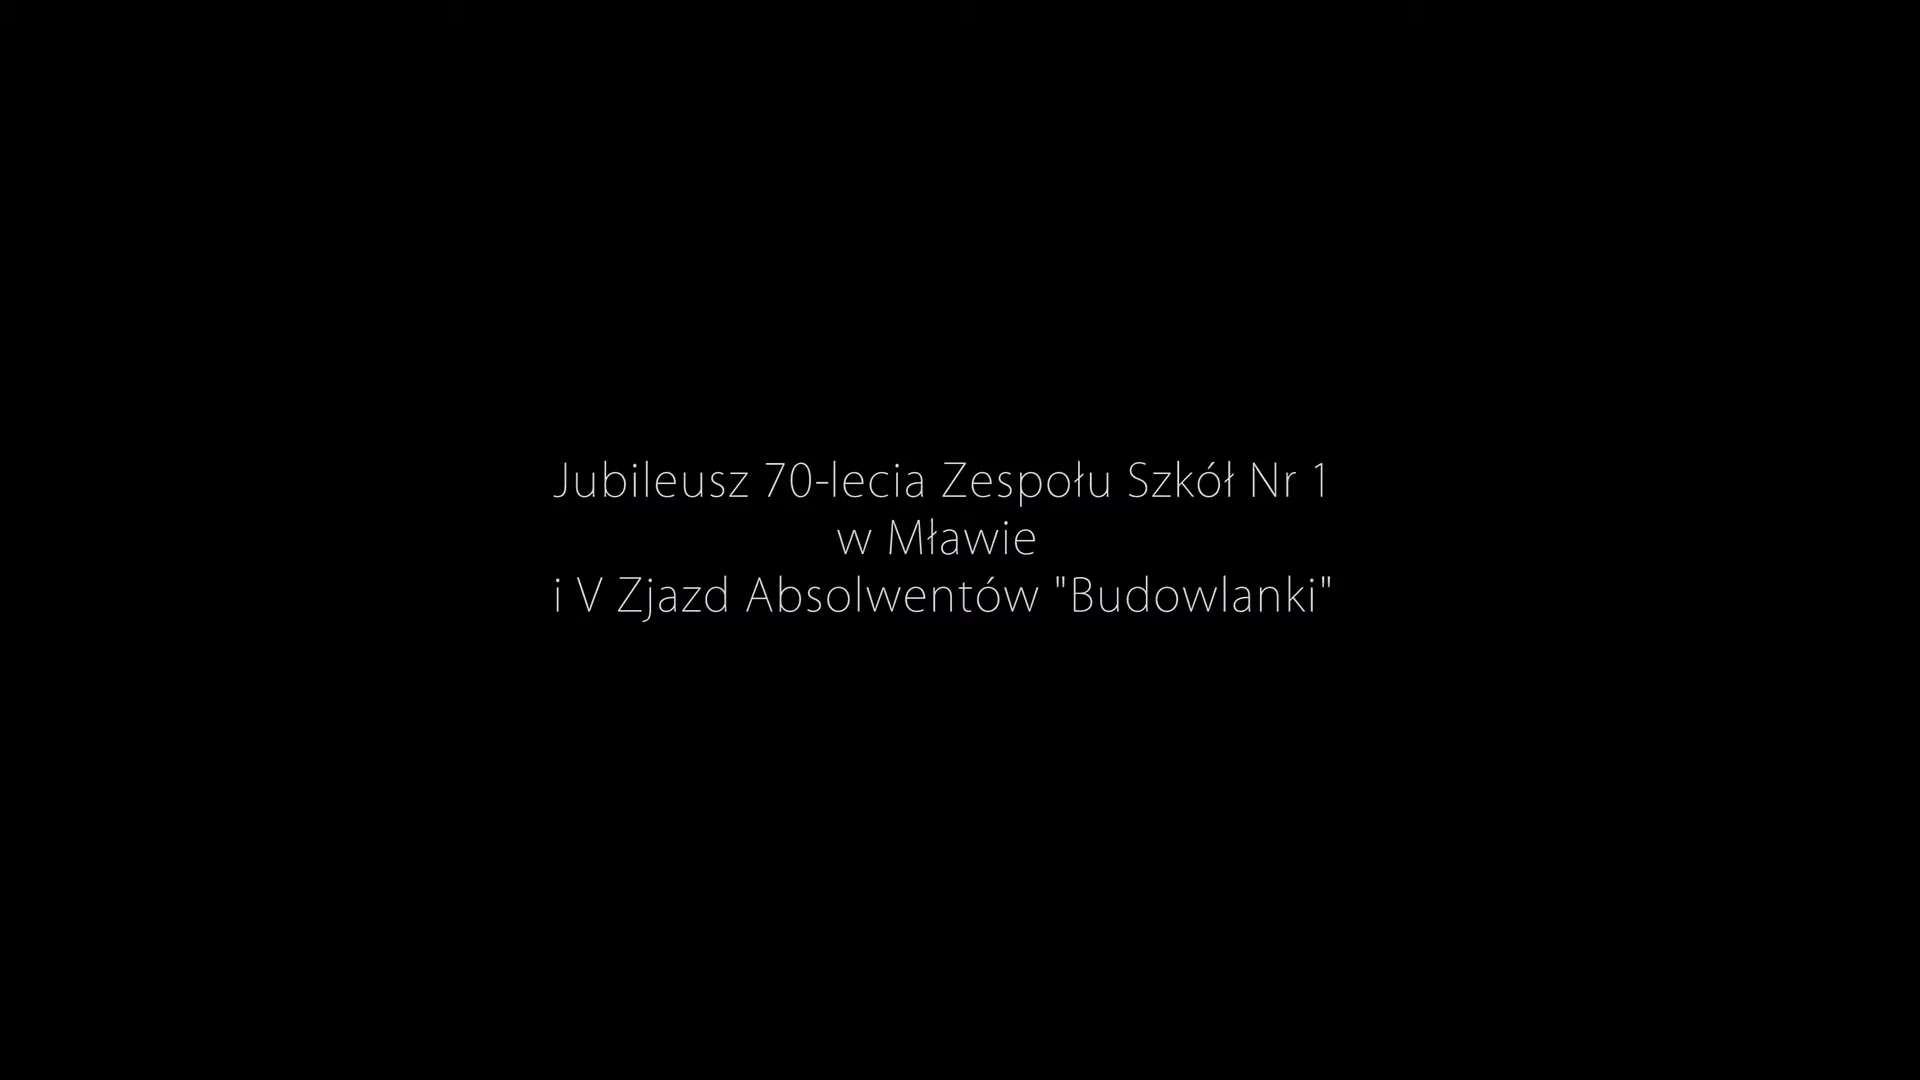 Jubileusz 70-lecia Zespołu Szkół Nr 1
w Mławie
i V Zjazd Absolwentów "Budowlanki"